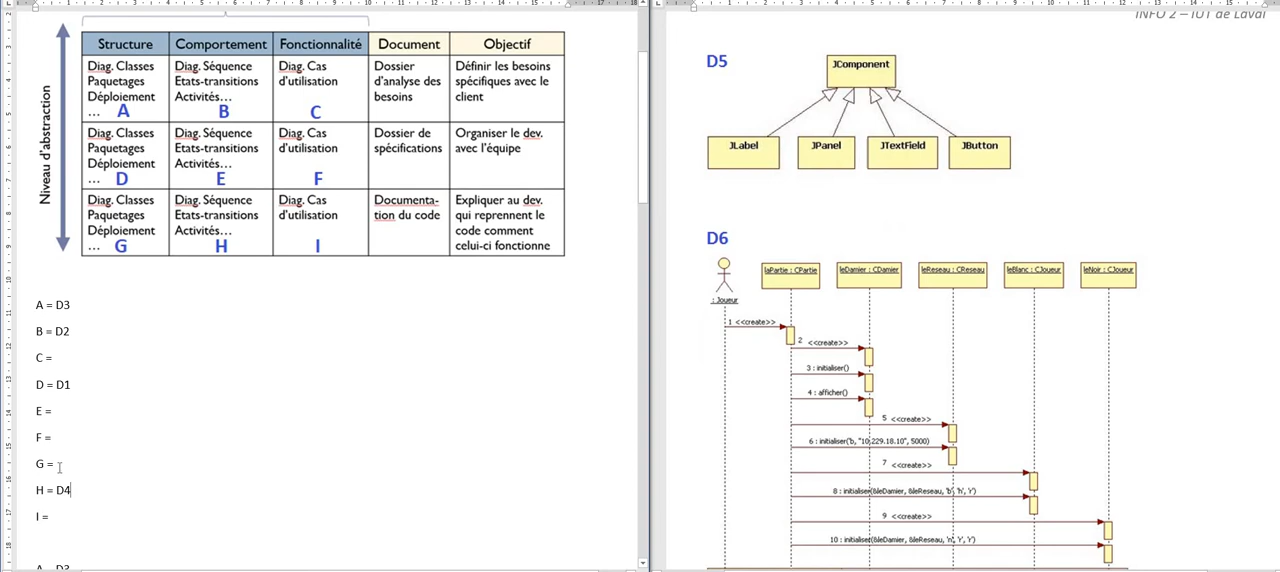 INFO 2 – IUT de Laval
Niveau d'abstraction
Structure Comportement Fonctionnalité Document Objectif
Diag. Classes
Paquetages
Déploiement
... A
Diag. Séquence
Etats-transitions
Activités...
B
Diag. Cas
d'utilisation
C
Dossier
d'analyse des
besoins
Définir les besoins
spécifiques avec le
client
Diag. Classes
Paquetages
Déploiement
... D
Diag. Séquence
Etats-transitions
Activités...
E
Diag. Cas
d'utilisation
F
Dossier de
spécifications
Organiser le dev.
avec l'équipe
Diag. Classes
Paquetages
Déploiement
... G
Diag. Séquence
Etats-transitions
Activités...
H
Diag. Cas
d'utilisation
I
Documenta-
tion du code
Expliquer au dev.
qui reprennent le
code comment
celui-ci fonctionne
A = D3
B = D2
C =
D = D1
E =
F =
G =
H = D4
I =
A = D3
D5
JComponent
JLabel JPanel JTextField JButton
D6
: Joueur
laPartie : CPartie leDamier : CDamier leReseau : CReseau leBlanc : CJoueur leNoir : CJoueur
1 <<create>>
2 <<create>>
3 : initialiser()
4 : afficher()
5 <<create>>
6 : initialiser('b, "10.229.18.10", 5000)
7 <<create>>
8 : initialiser(&leDamier, &leReseau, 'b', 'h', 'r')
9 <<create>>
10 : initialiser(&leDamier, &leReseau, 'n', 'r', 'r')